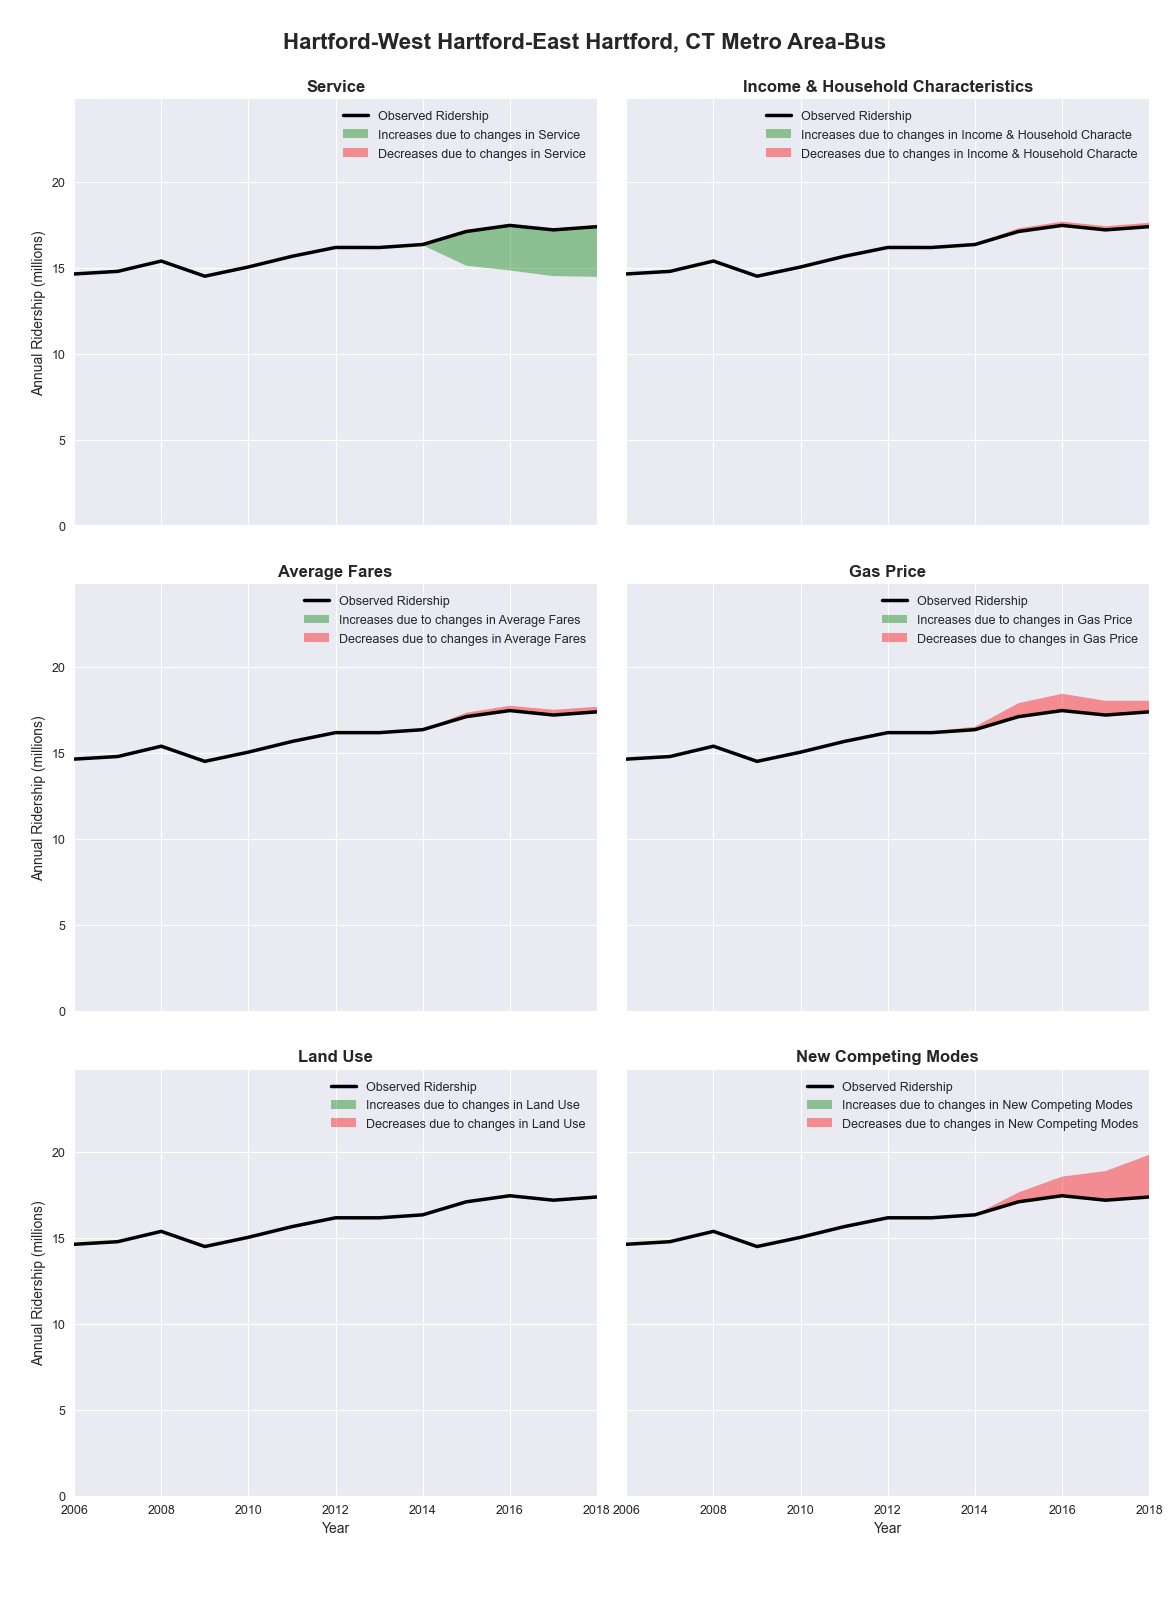 Hartford-West Hartford-East Hartford, CT Metro Area-Bus
Service
Observed Ridership
Increases due to changes in Service
Decreases due to changes in Service
20
15
10
5
0
Annual Ridership (millions)
Income & Household Characteristics
Observed Ridership
Increases due to changes in Income & Household Characte
Decreases due to changes in Income & Household Characte
Average Fares
Observed Ridership
Increases due to changes in Average Fares
Decreases due to changes in Average Fares
20
15
10
5
0
Annual Ridership (millions)
Gas Price
Observed Ridership
Increases due to changes in Gas Price
Decreases due to changes in Gas Price
Land Use
Observed Ridership
Increases due to changes in Land Use
Decreases due to changes in Land Use
20
15
10
5
0
Annual Ridership (millions)
2006 2008 2010 2012 2014 2016 2018
Year
New Competing Modes
Observed Ridership
Increases due to changes in New Competing Modes
Decreases due to changes in New Competing Modes
2006 2008 2010 2012 2014 2016 2018
Year